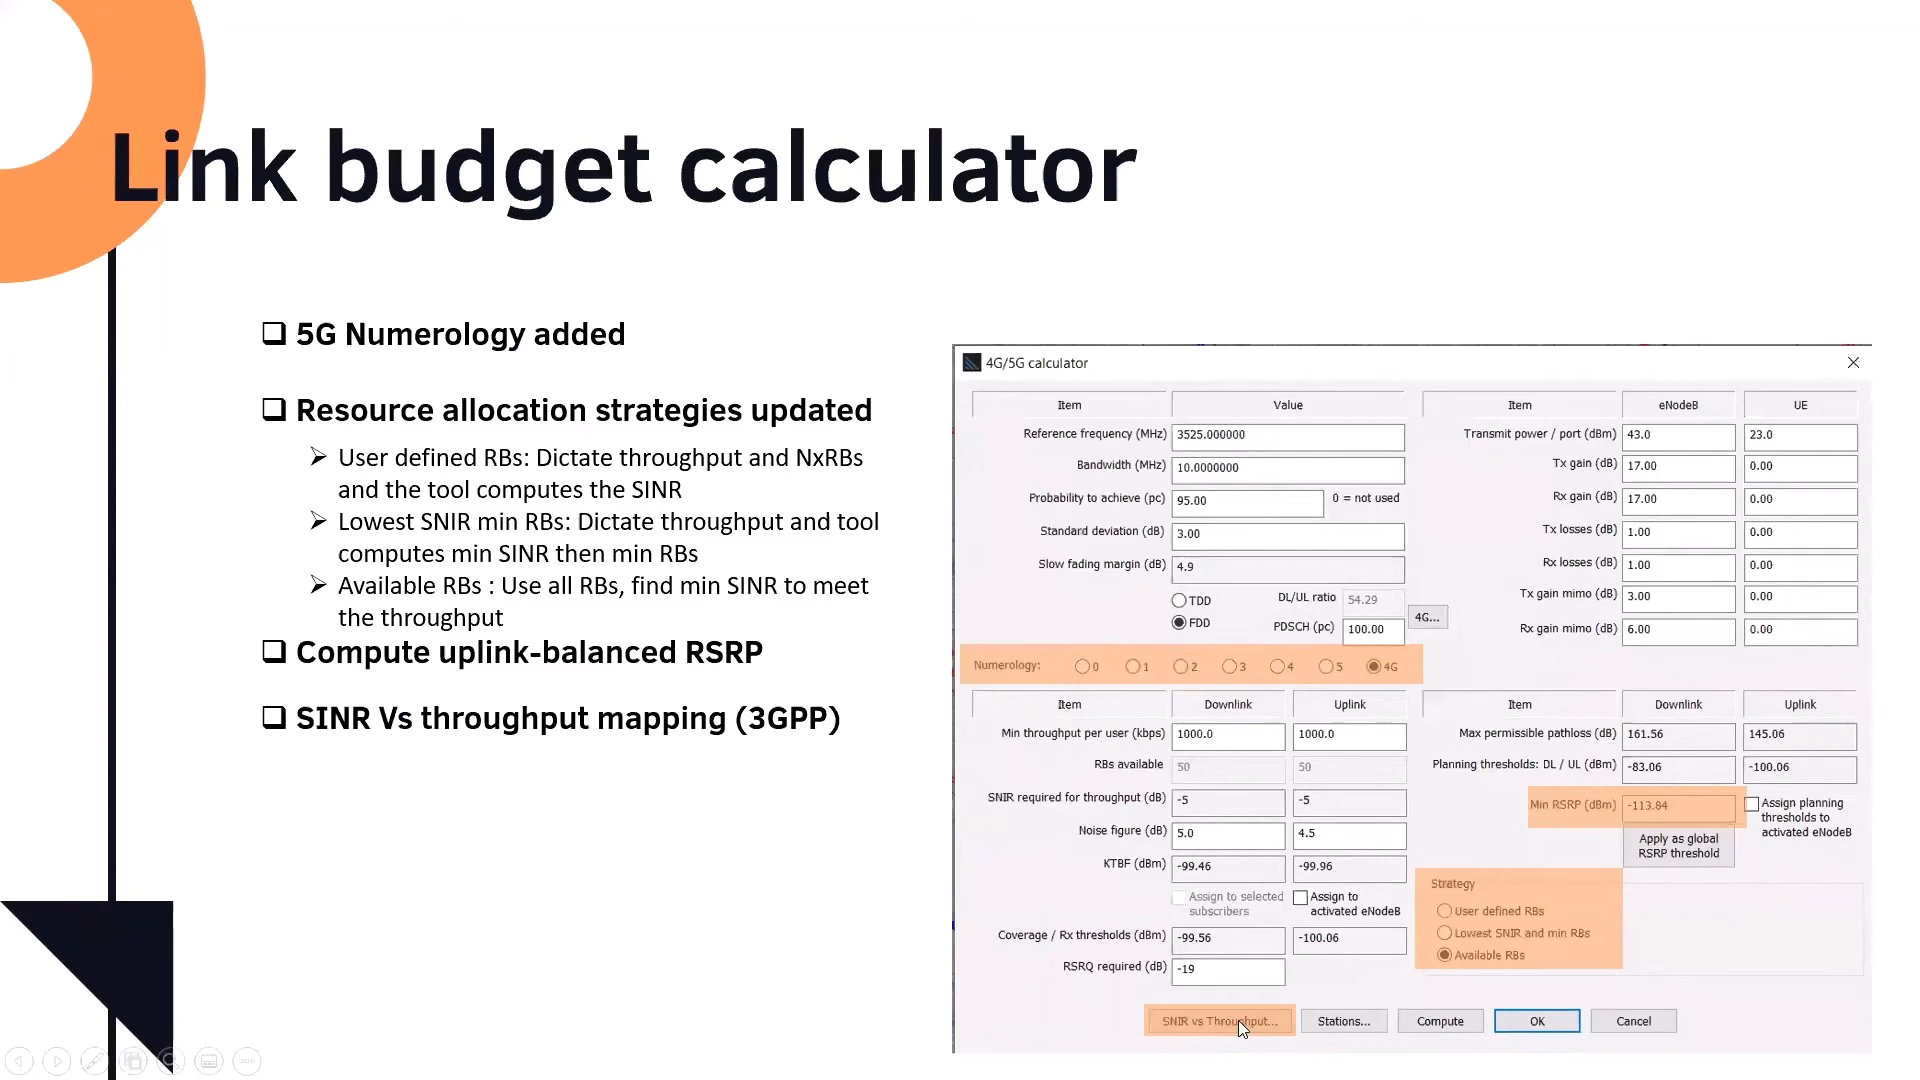 Link budget calculator
5G Numerology added
Resource allocation strategies updated
User defined RBs: Dictate throughput and NxRBs
and the tool computes the SINR
Lowest SNIR min RBs: Dictate throughput and tool
computes min SINR then min RBs
Available RBs : Use all RBs, find min SINR to meet
the throughput
Compute uplink-balanced RSRP
SINR Vs throughput mapping (3GPP)
4G/5G calculator
Item Value
Reference frequency (MHz) 3525.000000
Bandwidth (MHz) 10.0000000
Probability to achieve (pc) 95.00 0 = not used
Standard deviation (dB) 3.00
Slow fading margin (dB) 4.9
TDD DL/UL ratio 54.29
FDD PDSCH (pc) 100.00 4G...
Numerology: 0 1 2 3 4 5 4G
Item eNodeB UE
Transmit power / port (dBm) 43.0 23.0
Tx gain (dB) 17.00 0.00
Rx gain (dB) 17.00 0.00
Tx losses (dB) 1.00 0.00
Rx losses (dB) 1.00 0.00
Tx gain mimo (dB) 3.00 0.00
Rx gain mimo (dB) 6.00 0.00
Item Downlink Uplink
Min throughput per user (kbps) 1000.0 1000.0
RBs available 50 50
SNIR required for throughput (dB) -5 -5
Noise figure (dB) 5.0 4.5
KTBF (dBm) -99.46 -99.96
Assign to selected Assign to
subscribers activated eNodeB
Coverage / Rx thresholds (dBm) -99.56 -100.06
RSRQ required (dB) -19
Item Downlink Uplink
Max permissible pathloss (dB) 161.56 145.06
Planning thresholds: DL / UL (dBm) -83.06 -100.06
Min RSRP (dBm) -113.84 Assign planning
thresholds to
activated eNodeB
Apply as global
RSRP threshold
Strategy
User defined RBs
Lowest SNIR and min RBs
Available RBs
SNIR vs Throughput... Stations... Compute OK Cancel